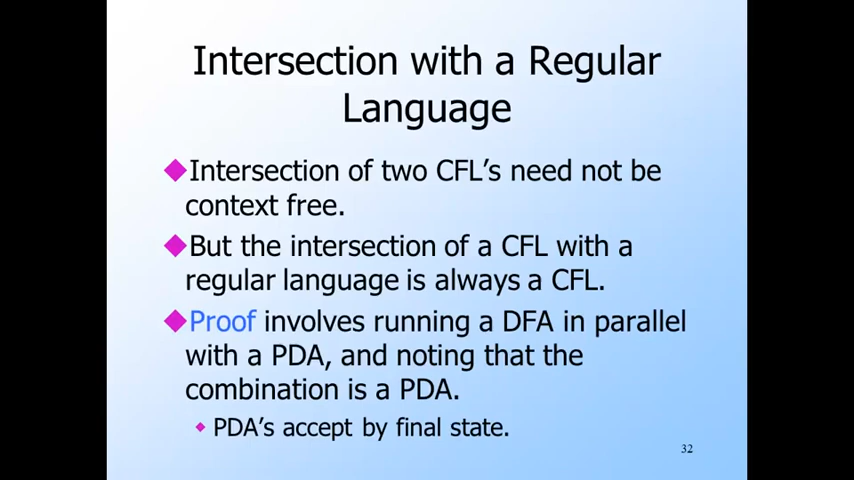 Intersection with a Regular
Language
Intersection of two CFL's need not be
context free.
But the intersection of a CFL with a
regular language is always a CFL.
Proof involves running a DFA in parallel
with a PDA, and noting that the
combination is a PDA.
PDA's accept by final state.
32